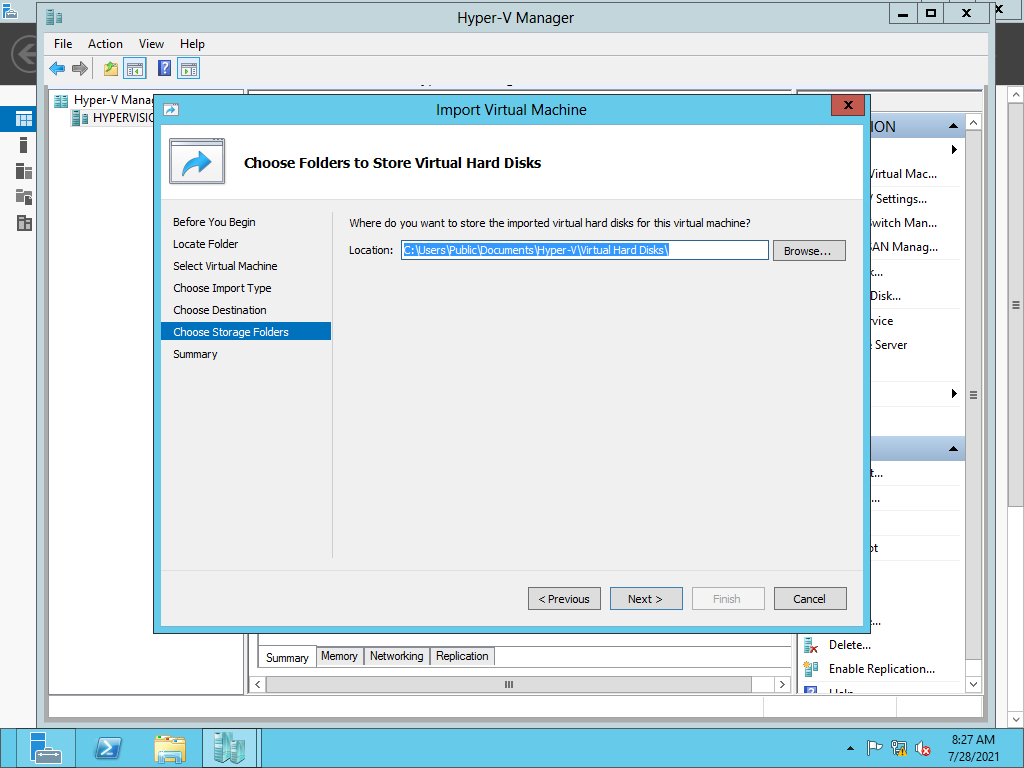 Hyper-V Manager
File Action View Help
Hyper-V Manag
HYPERVISIO
Import Virtual Machine
Choose Folders to Store Virtual Hard Disks
Before You Begin
Locate Folder
Select Virtual Machine
Choose Import Type
Choose Destination
Choose Storage Folders
Summary
Where do you want to store the imported virtual hard disks for this virtual machine?
Location: C:\Users\Public\Documents\Hyper-V\Virtual Hard Disks\ Browse...
< Previous Next > Finish Cancel
ION
Virtual Mac...
Settings...
witch Man...
AN Manag...
Disk...
rvice
Server
Delete...
Enable Replication...
Summary Memory Networking Replication
8:27 AM
7/28/2021